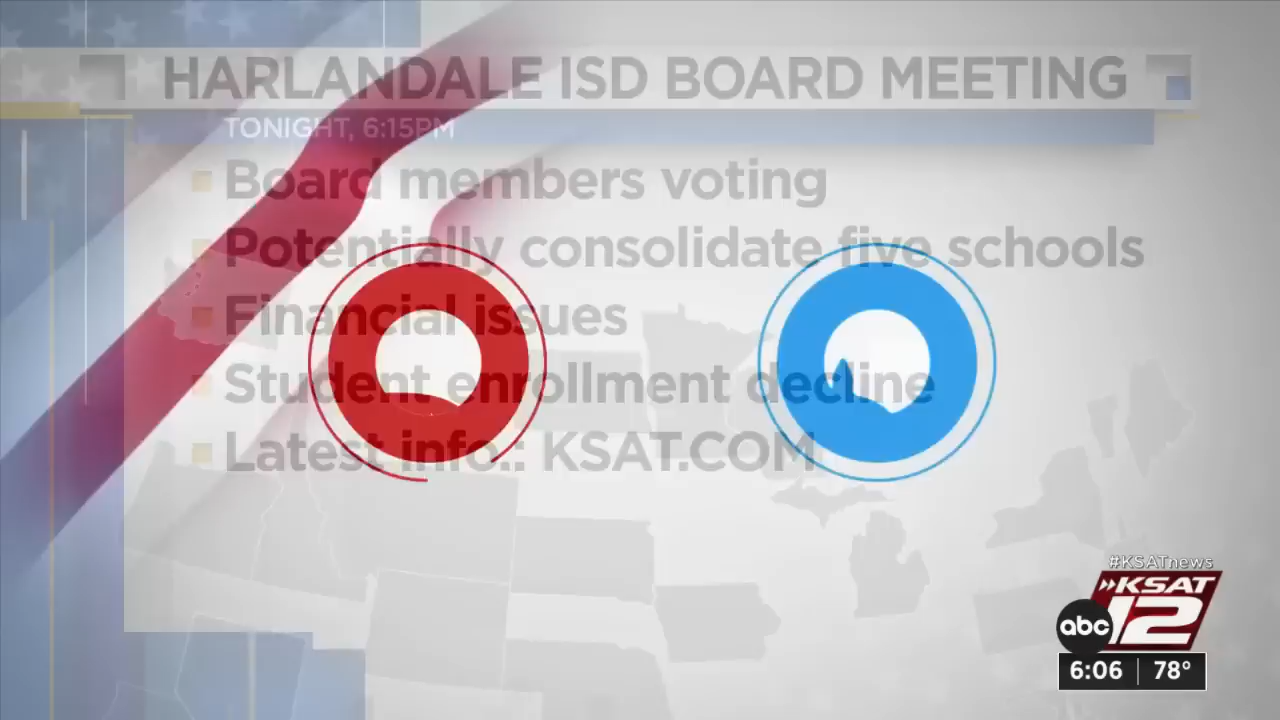 HARLANDALE ISD BOARD MEETING
TONIGHT, 6:15PM
Board members voting
Potentially consolidate five schools
Financial issues
Student enrollment decline
Latest info.: KSAT.COM
#KSATnews
KSAT
12
abc
6:06 78°